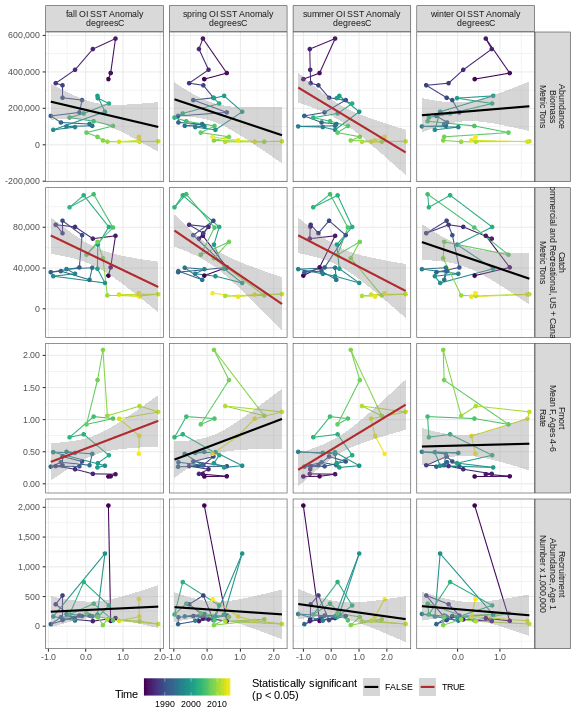 fall OI SST Anomaly
degreesC
spring OI SST Anomaly
degreesC
summer OI SST Anomaly
degreesC
winter OI SST Anomaly
degreesC
600,000
400,000
200,000
0
-200,000
Abundance
Biomass
Metric Tons
80,000
40,000
0
Catch
ommercial and Recreational, US + Cana
Metric Tons
2.00
1.50
1.00
0.50
0.00
Fmort
Mean F, Ages 4-6
Rate
2,000
1,500
1,000
500
0
Recruitment
Abundance, Age 1
Number x 1,000,000
-1.0 0.0 1.0 2.0
-1.0 0.0 1.0 2.0
-1.0 0.0 1.0 2.0
0.0 1.0
Time
1990 2000 2010
Statistically significant
(p < 0.05)
FALSE
TRUE